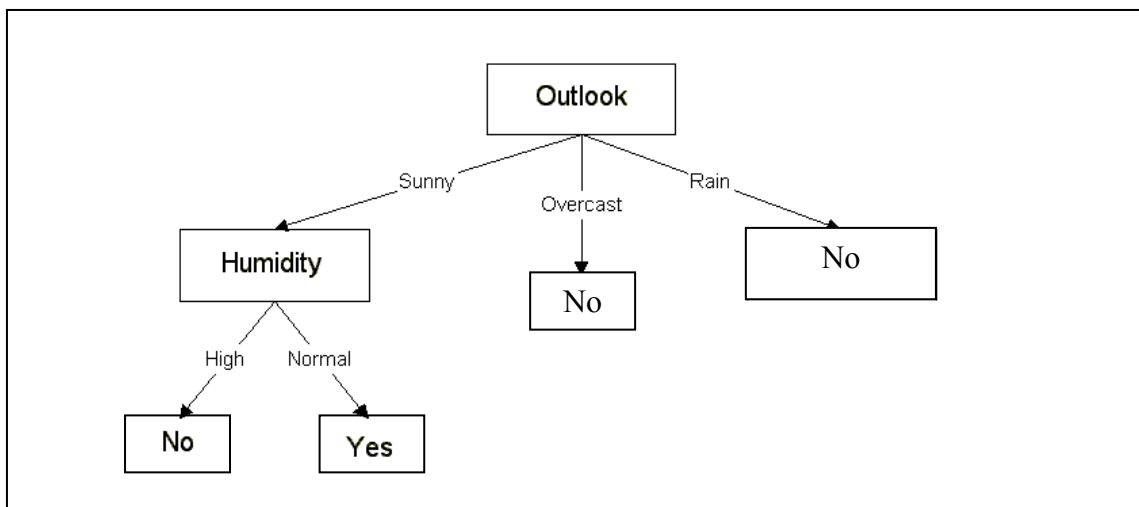 Outlook
Sunny
Overcast
Rain
Humidity
No
No
High
Normal
No
Yes